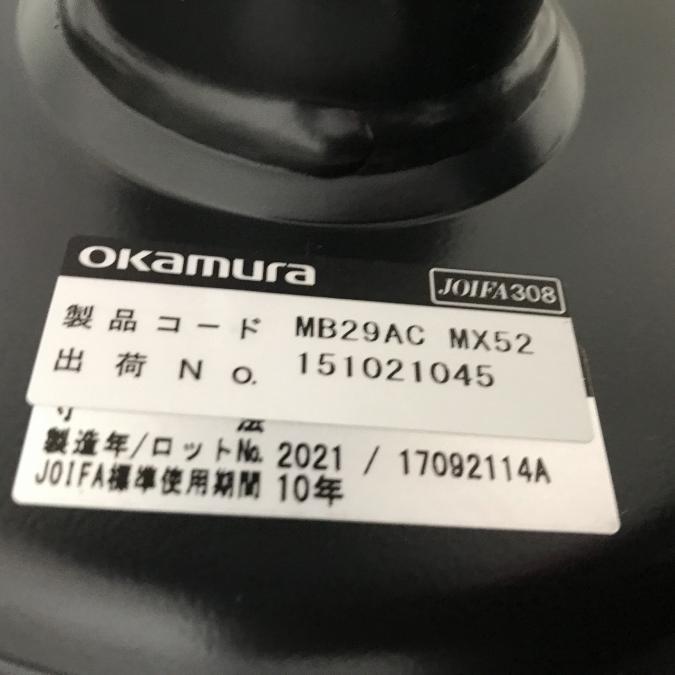 okamura
JOIFA308
製品コード MB29AC MX52
出荷No. 151021045
寸法
製造年/ロットNo. 2021 / 17092114A
JOIFA標準使用期間 10年